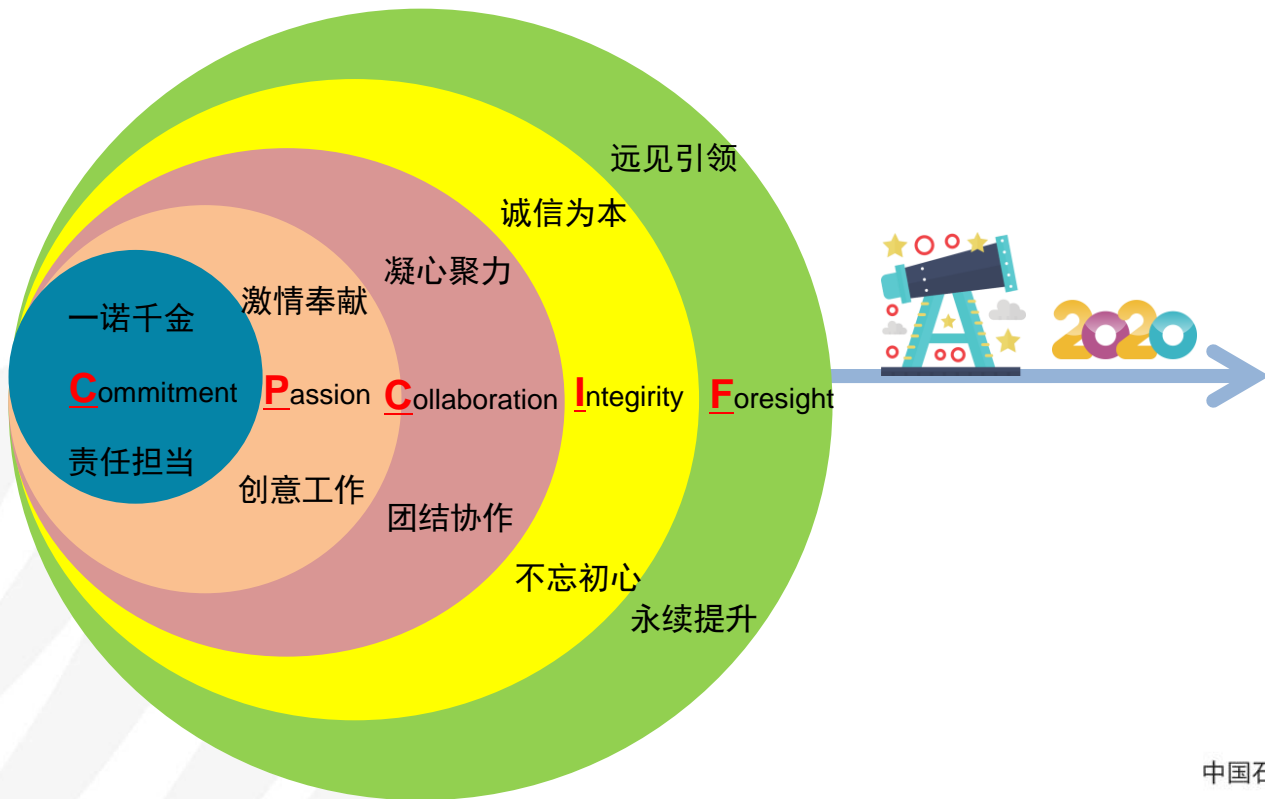 远见引领
诚信为本
凝心聚力
激情奉献
一诺千金
2020
Commitment
Passion
Collaboration
Integirity
Foresight
责任担当
创意工作
团结协作
不忘初心
永续提升
中国石